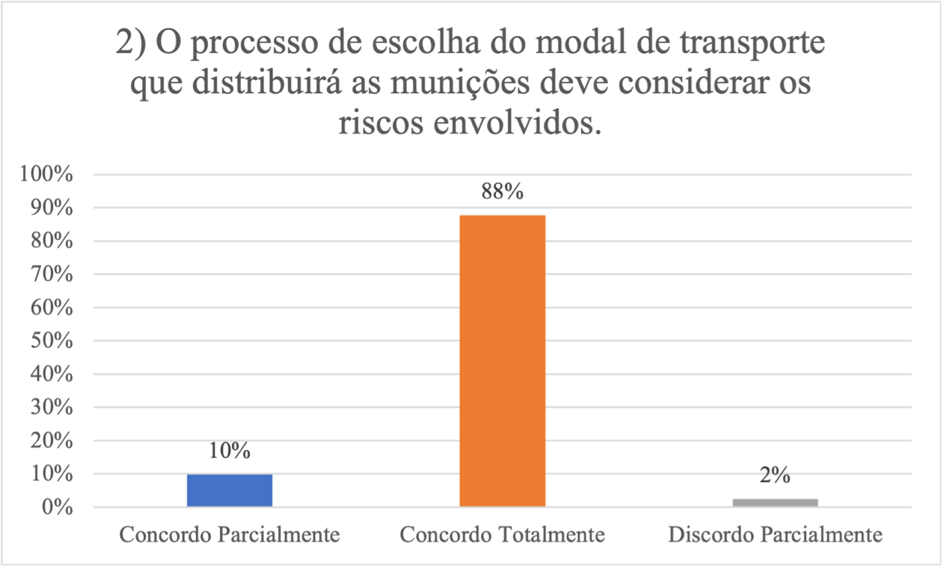 2) O processo de escolha do modal de transporte
que distribuirá as munições deve considerar os
riscos envolvidos.
100%
90%
80%
70%
60%
50%
40%
30%
20%
10%
0%
10%
88%
2%
Concordo Parcialmente
Concordo Totalmente
Discordo Parcialmente